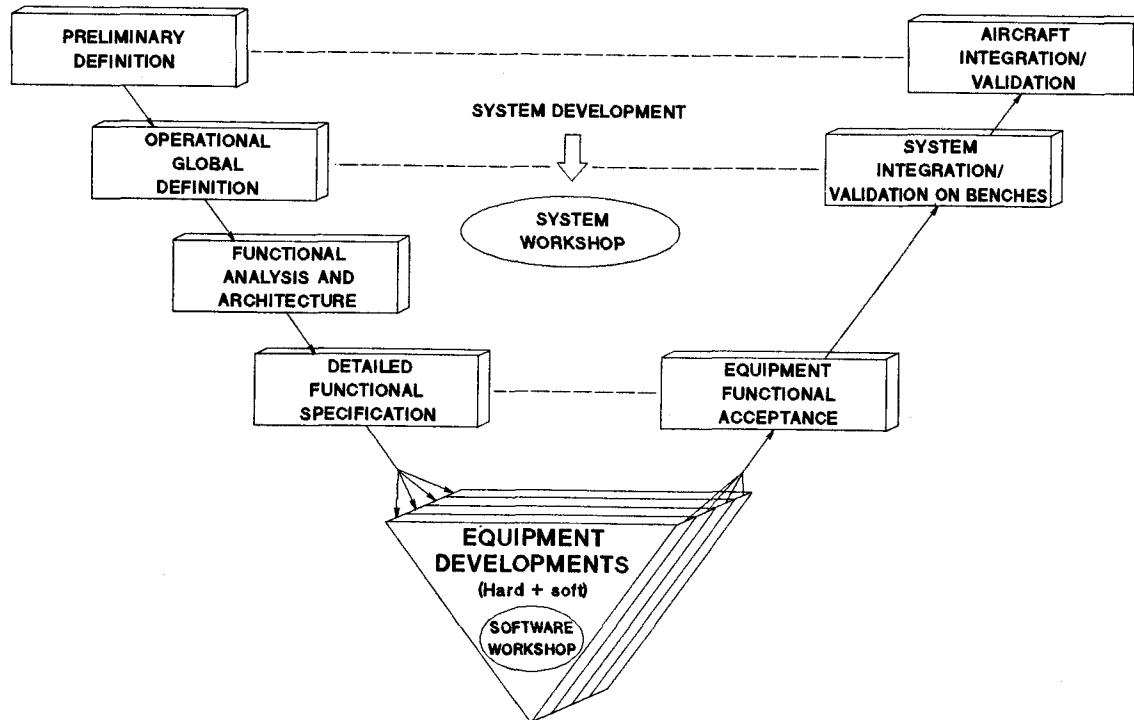 PRELIMINARY
DEFINITION
AIRCRAFT
INTEGRATION/
VALIDATION
SYSTEM DEVELOPMENT
OPERATIONAL
GLOBAL
DEFINITION
SYSTEM
INTEGRATION/
VALIDATION ON BENCHES
SYSTEM
WORKSHOP
FUNCTIONAL
ANALYSIS AND
ARCHITECTURE
DETAILED
FUNCTIONAL
SPECIFICATION
EQUIPMENT
FUNCTIONAL
ACCEPTANCE
EQUIPMENT
DEVELOPMENTS
(Hard + soft)
SOFTWARE
WORKSHOP